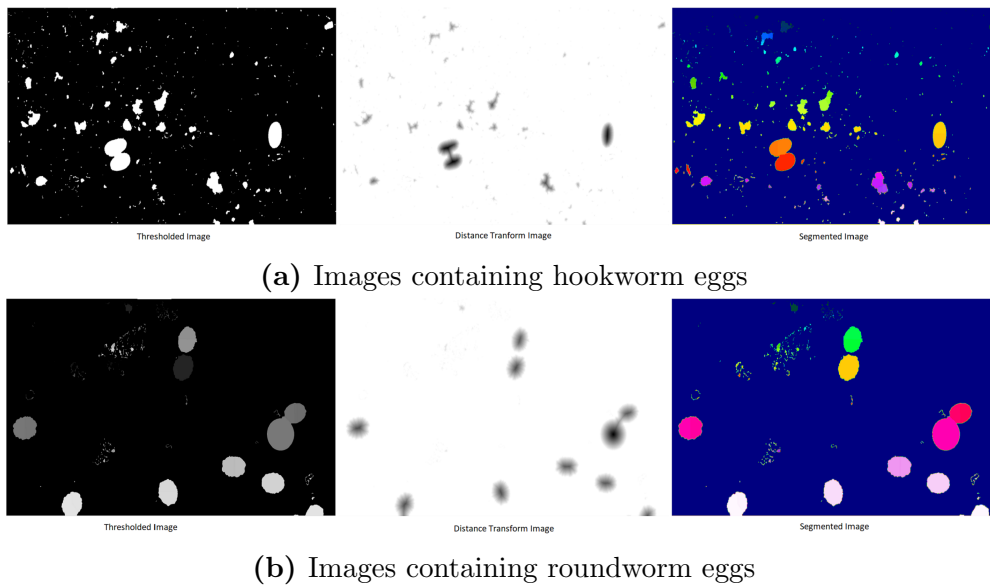 Thresholded Image
Distance Tranform Image
Segmented Image
(a) Images containing hookworm eggs
Thresholded Image
Distance Transform Image
Segmented Image
(b) Images containing roundworm eggs